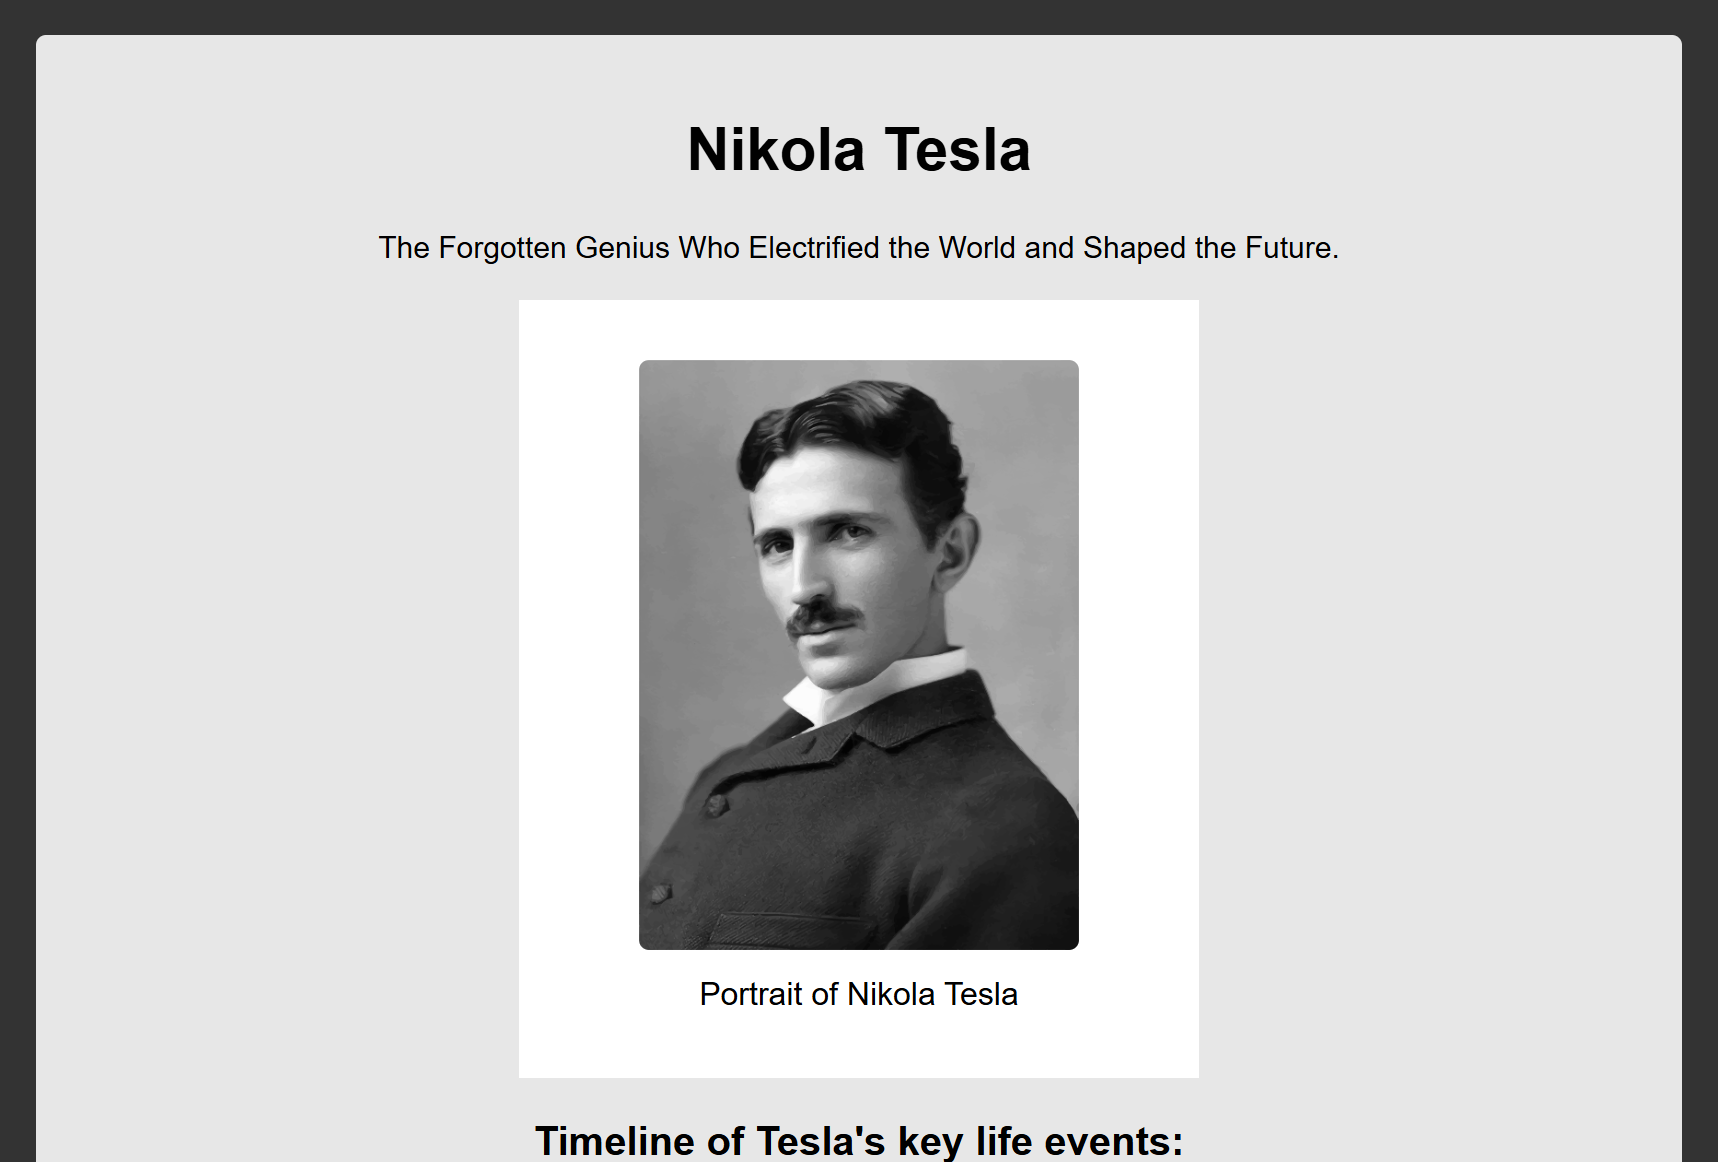 Nikola Tesla
The Forgotten Genius Who Electrified the World and Shaped the Future.
Portrait of Nikola Tesla
Timeline of Tesla's key life events: